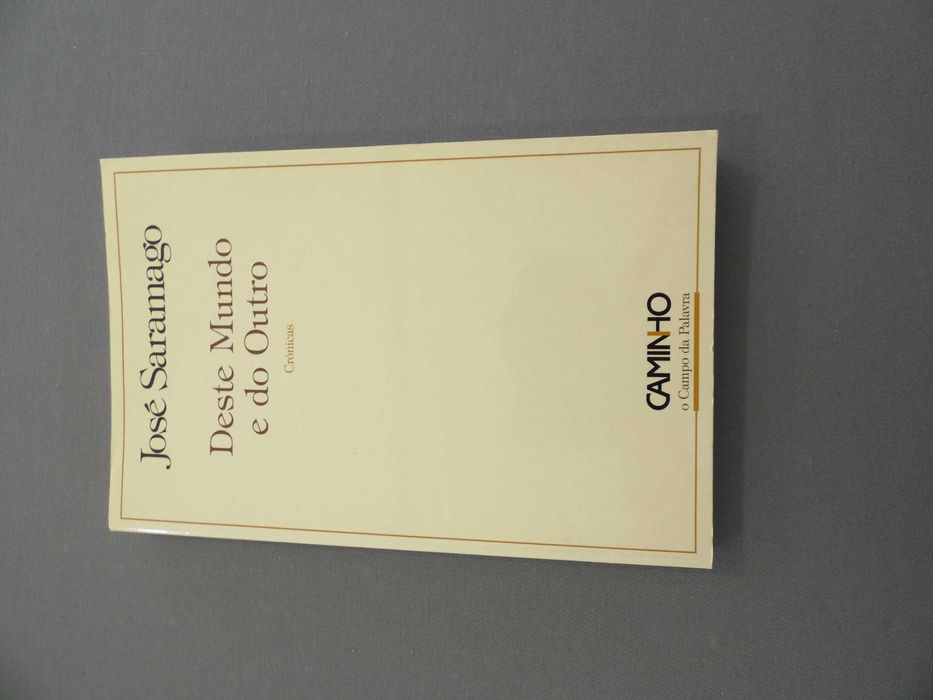 José Saramago
Deste Mundo
e do Outro
Crónicas
CAMINHO
o Campo da Palavra